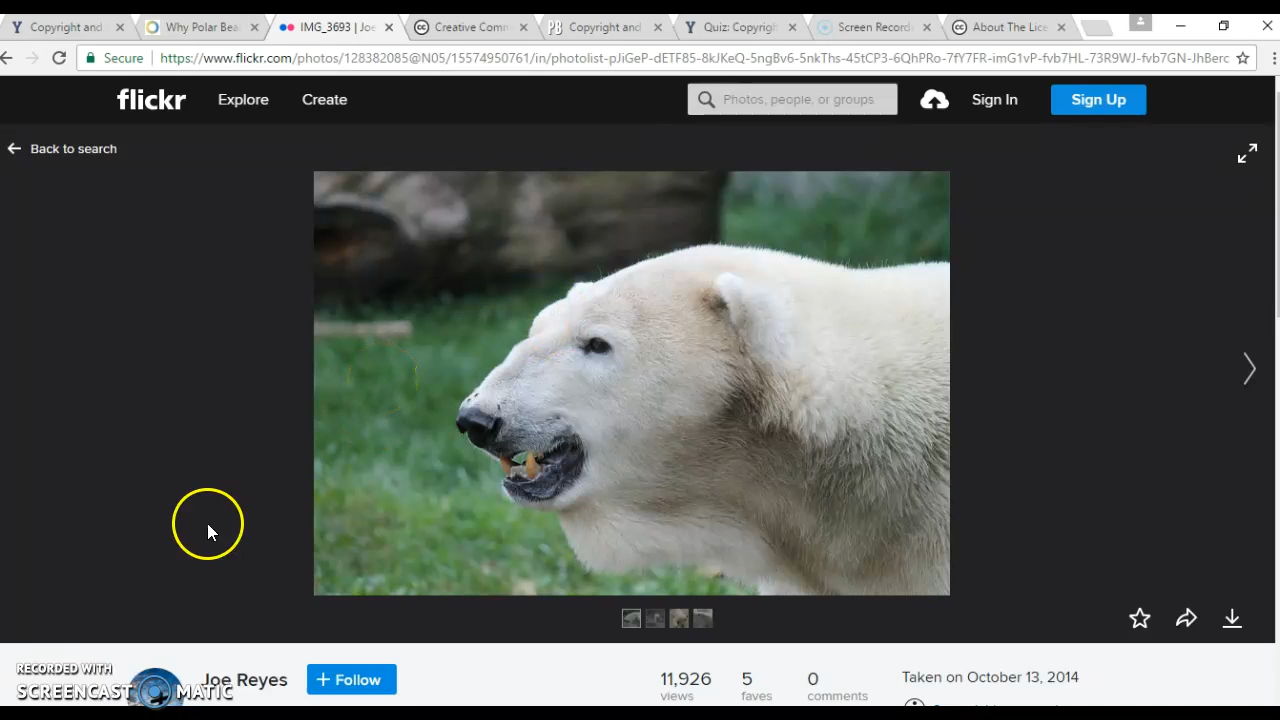 Copyright and
Why Polar Bea
IMG_3693 | Joe
Creative Comm
Copyright and
Quiz: Copyrigh
Screen Record
About The Lice
Secure
https://www.flickr.com/photos/128382085@N05/15574950761/in/photolist-pJiGeP-dETF85-8kJKeQ-5ngBv6-5nkThs-45tCP3-6QhPRo-7fY7FR-imG1vP-fvb7HL-73R9WJ-fvb7GN-JhBerc
flickr
Explore
Create
Photos, people, or groups
Sign In
Sign Up
Back to search
RECORDED WITH
SCREENCAST MATIC
Joe Reyes
+ Follow
11,926
views
5
faves
0
comments
Taken on October 13, 2014